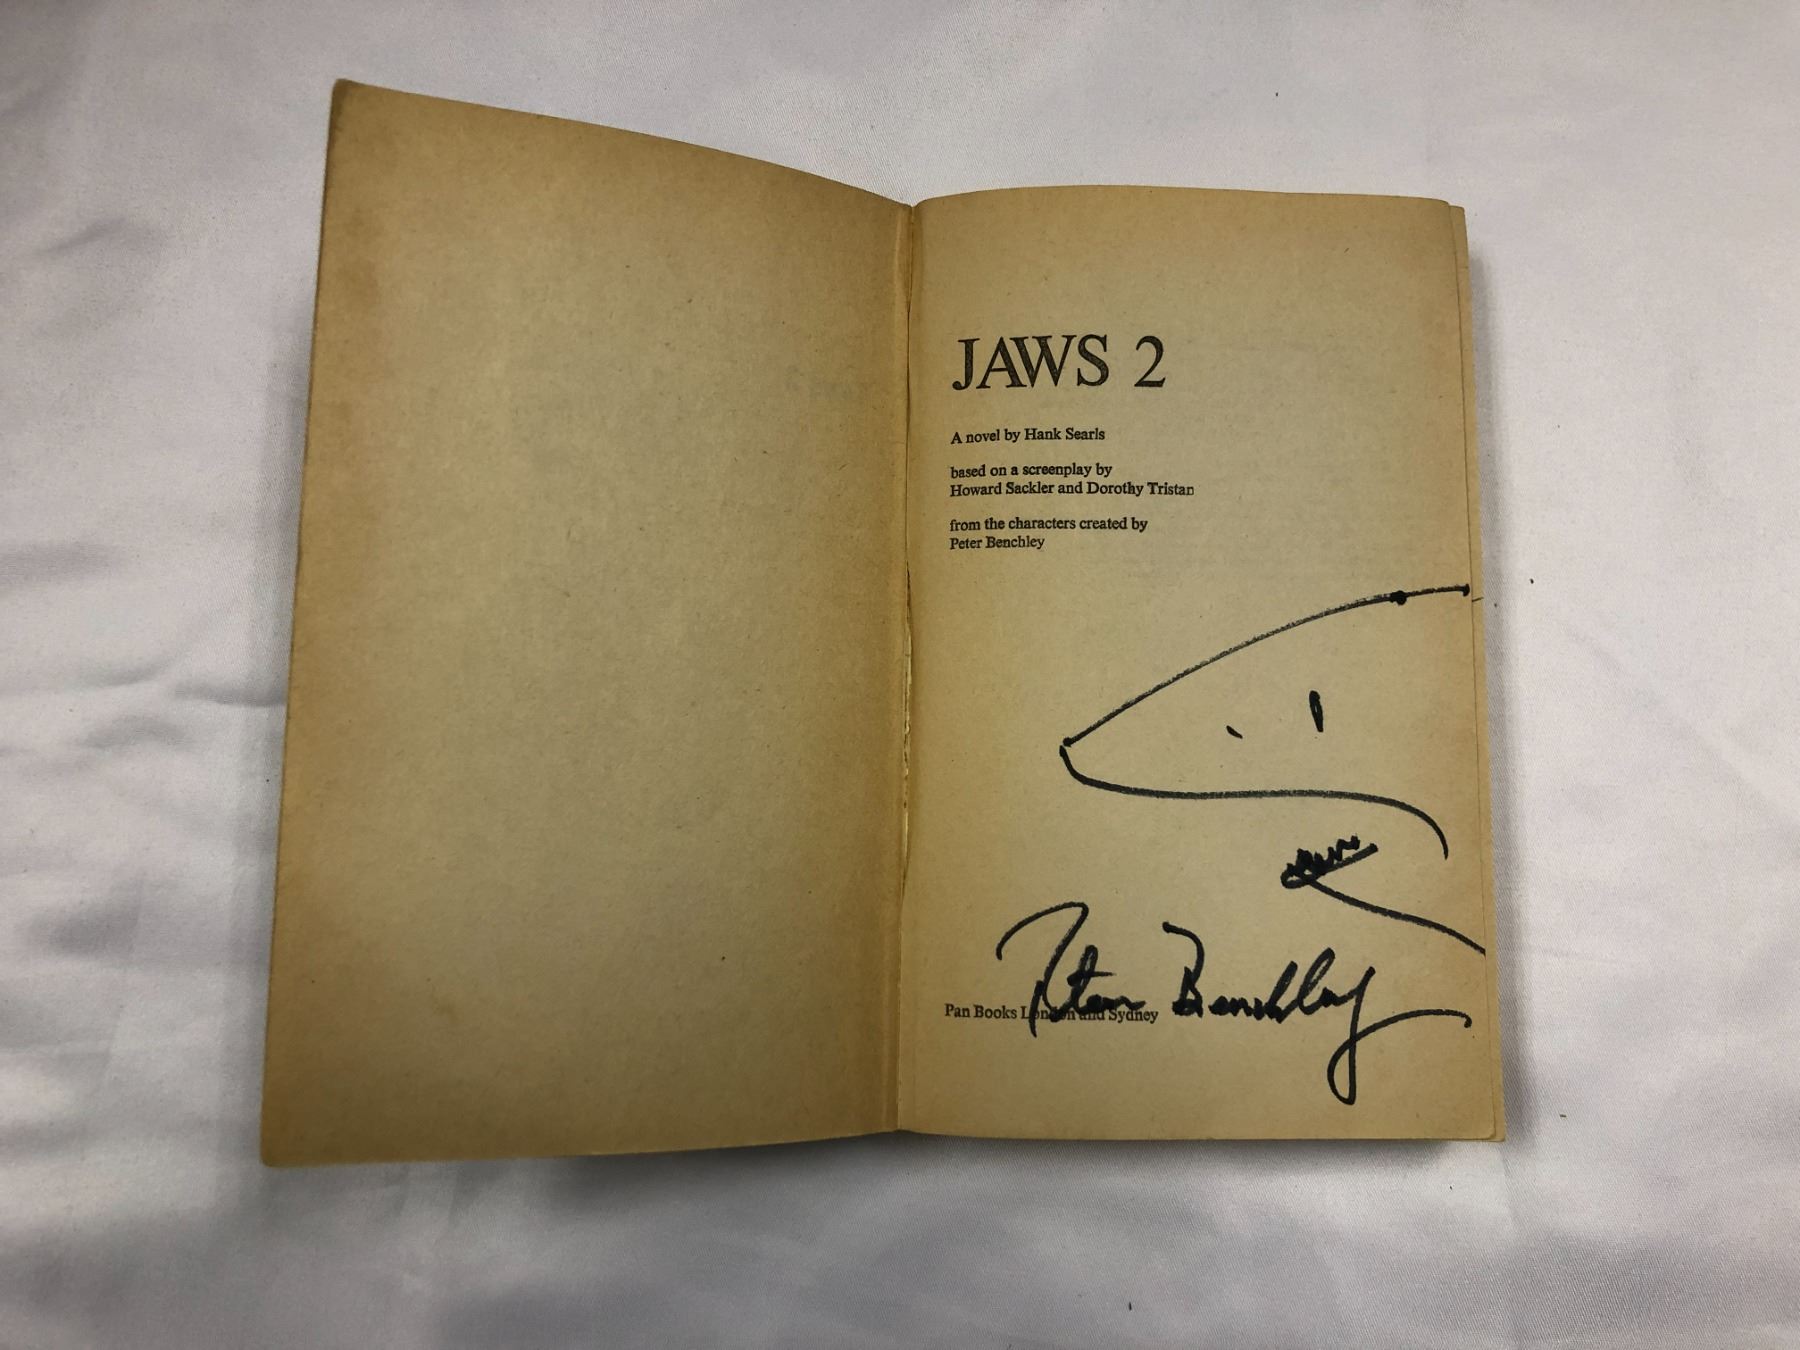 JAWS 2
A novel by Hank Searls
based on a screenplay by
Howard Sackler and Dorothy Tristan
from the characters created by
Peter Benchley
Peter Benchley
Pan Books London and Sydney